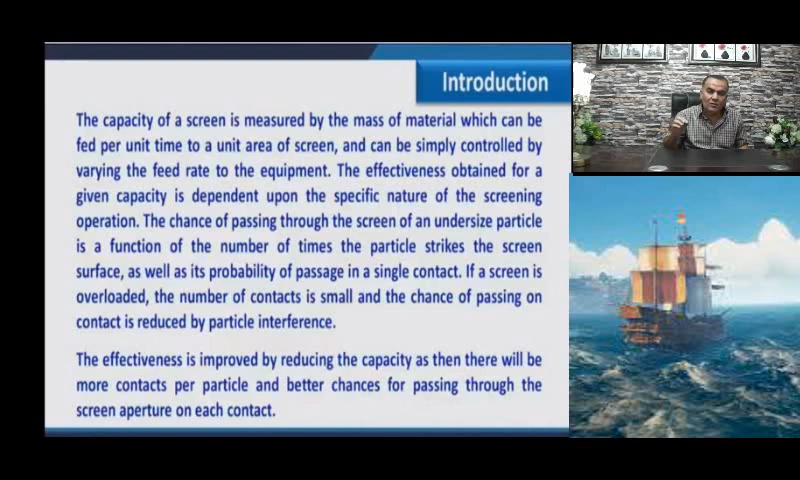 Introduction
The capacity of a screen is measured by the mass of material which can be
fed per unit time to a unit area of screen, and can be simply controlled by
varying the feed rate to the equipment. The effectiveness obtained for a
given capacity is dependent upon the specific nature of the screening
operation. The chance of passing through the screen of an undersize particle
is a function of the number of times the particle strikes the screen
surface, as well as its probability of passage in a single contact. If a screen is
overloaded, the number of contacts is small and the chance of passing on
contact is reduced by particle interference.
The effectiveness is improved by reducing the capacity as then there will be
more contacts per particle and better chances for passing through the
screen aperture on each contact.